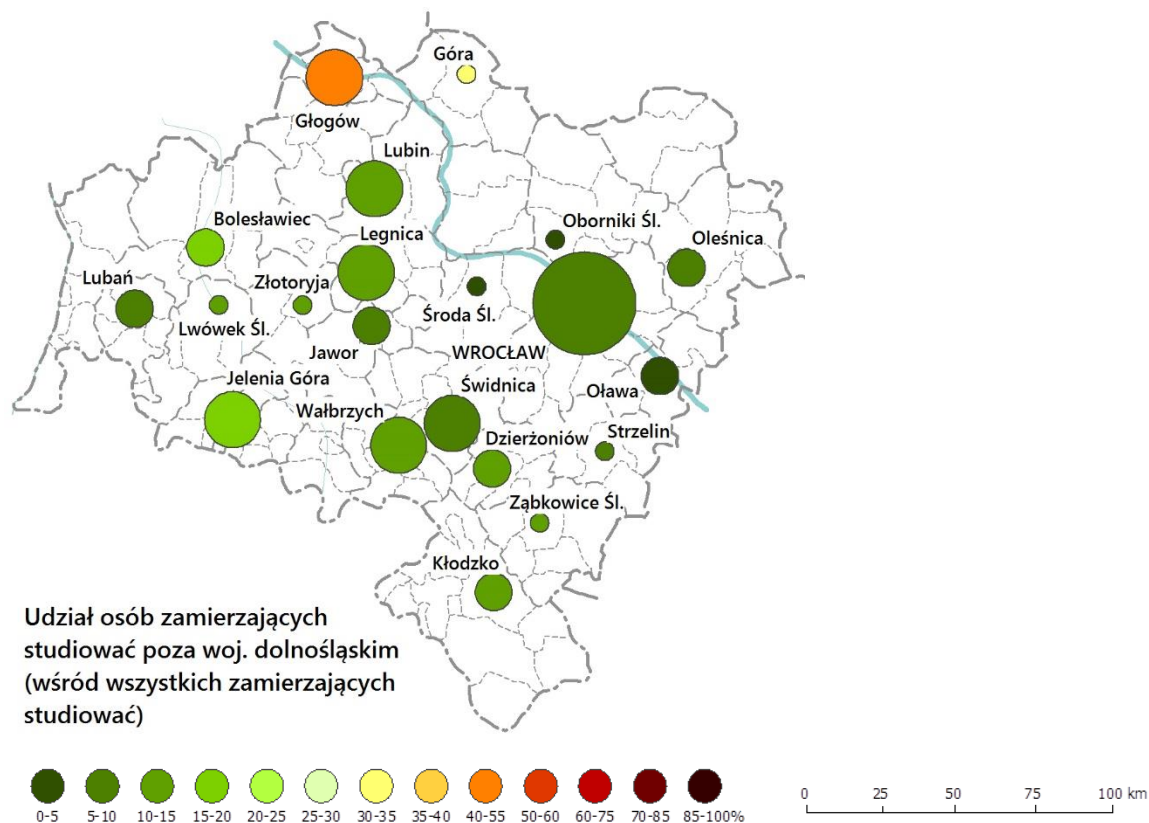 Góra
Głogów
Lubin
Bolesławiec
Oborniki Śl.
Legnica
Oleśnica
Lubań
Złotoryja
Lwówek Śl.
Środa Śl.
Jawor
WROCŁAW
Jelenia Góra
Świdnica
Oława
Wałbrzych
Strzelin
Dzierżoniów
Ząbkowice Śl.
Kłodzko
Udział osób zamierzających
studiować poza woj. dolnośląskim
(wśród wszystkich zamierzających
studiować)
0 25 50 75 100 km
0-5 5-10 10-15 15-20 20-25 25-30 30-35 35-40 40-55 50-60 60-75 70-85 85-100%